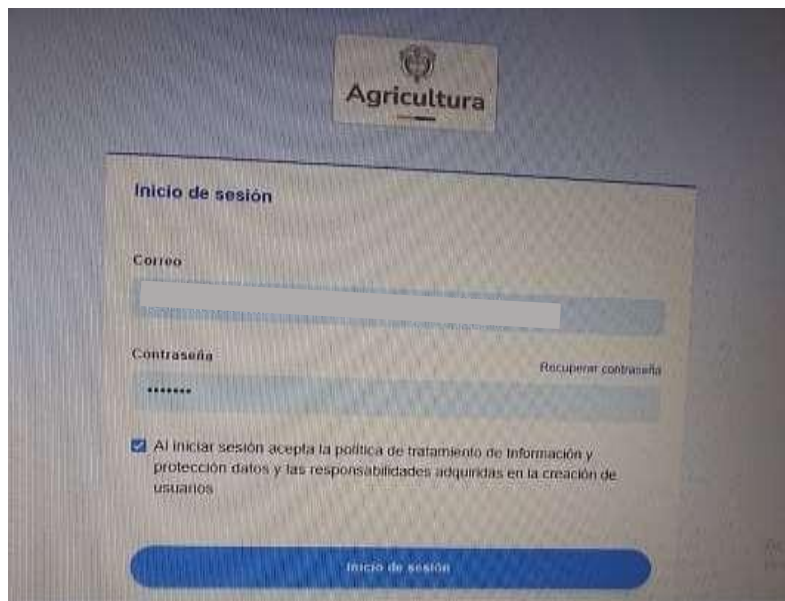 Agricultura
Inicio de sesión
Correo
Contraseña
Recuperar contraseña
•••••••
Al iniciar sesión acepta la política de tratamiento de Información y
protección datos y las responsabilidades adquiridas en la creación de
usuarios
Inicio de sesión